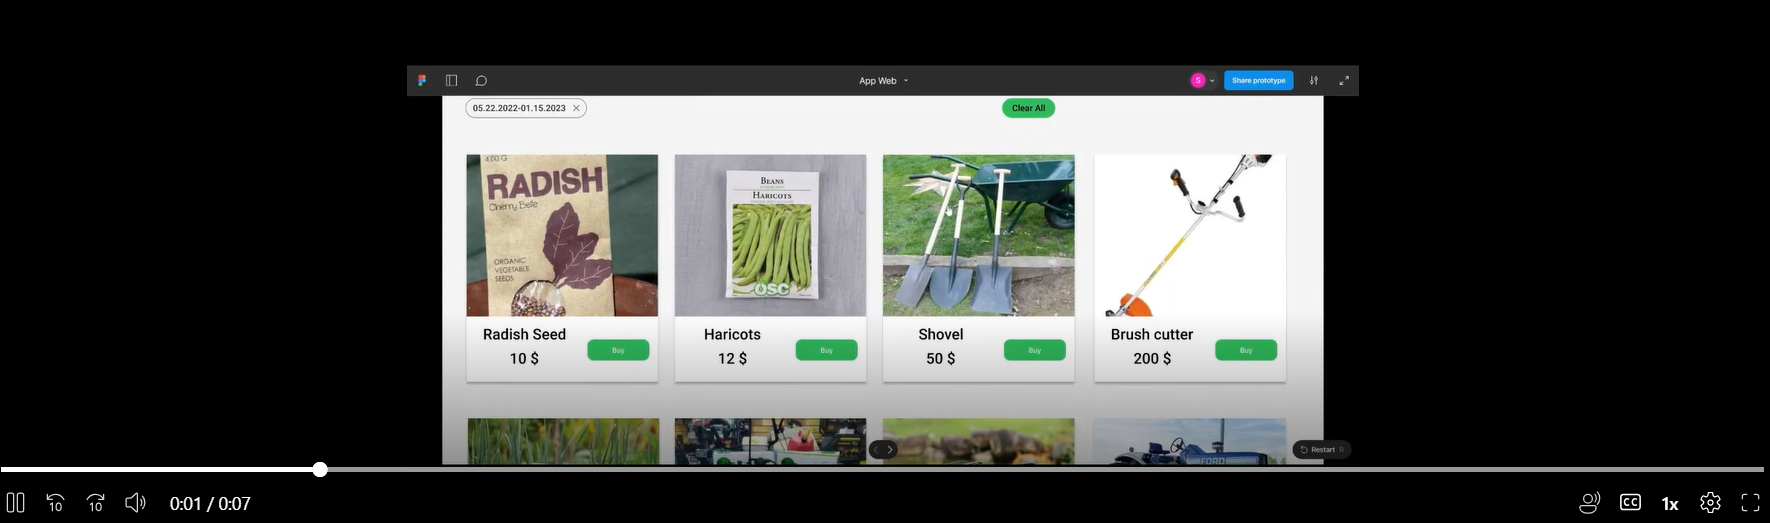 App Web
S
Share prototype
05.22.2022-01.15.2023
Clear All
400 G
RADISH
Cherry Belle
ORGANIC
VEGETABLE
SEEDS
BEANS
HARICOTS
OSC
Radish Seed
10 $
Buy
Haricots
12 $
Buy
Shovel
50 $
Buy
Brush cutter
200 $
Buy
FORD
Restart R
10
10
0:01 / 0:07
CC
1x